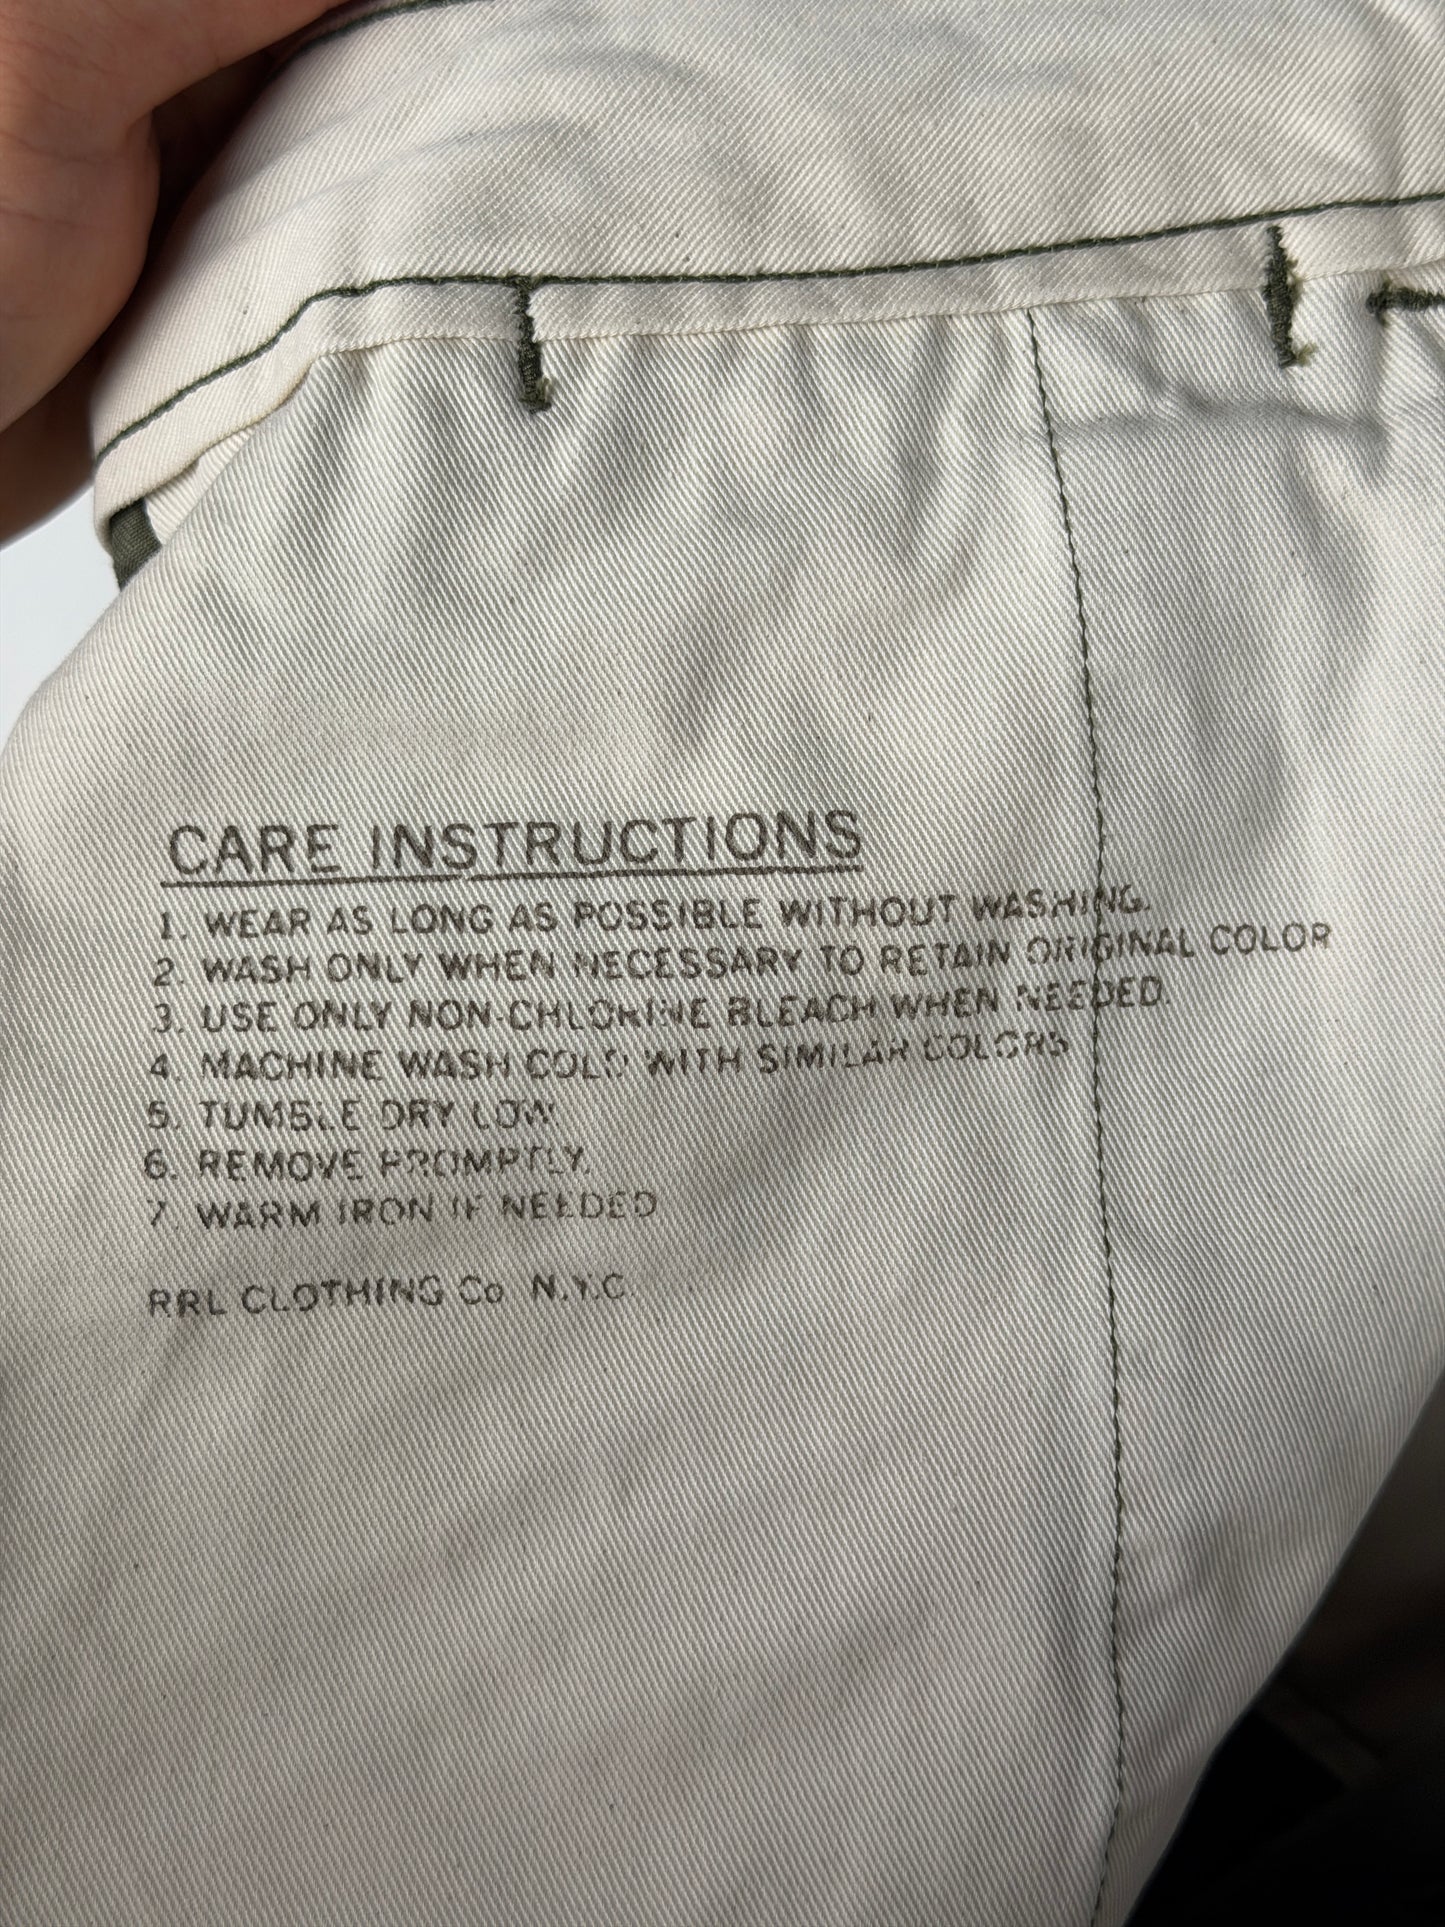 CARE INSTRUCTIONS
1. WEAR AS LONG AS POSSIBLE WITHOUT WASHING.
2. WASH ONLY WHEN NECESSARY TO RETAIN ORIGINAL COLOR
3. USE ONLY NON-CHLORINE BLEACH WHEN NEEDED.
4. MACHINE WASH COLD WITH SIMILAR COLORS
5. TUMBLE DRY LOW.
6. REMOVE PROMPTLY.
7. WARM IRON IF NEEDED
RRL CLOTHING Co N.Y.C.